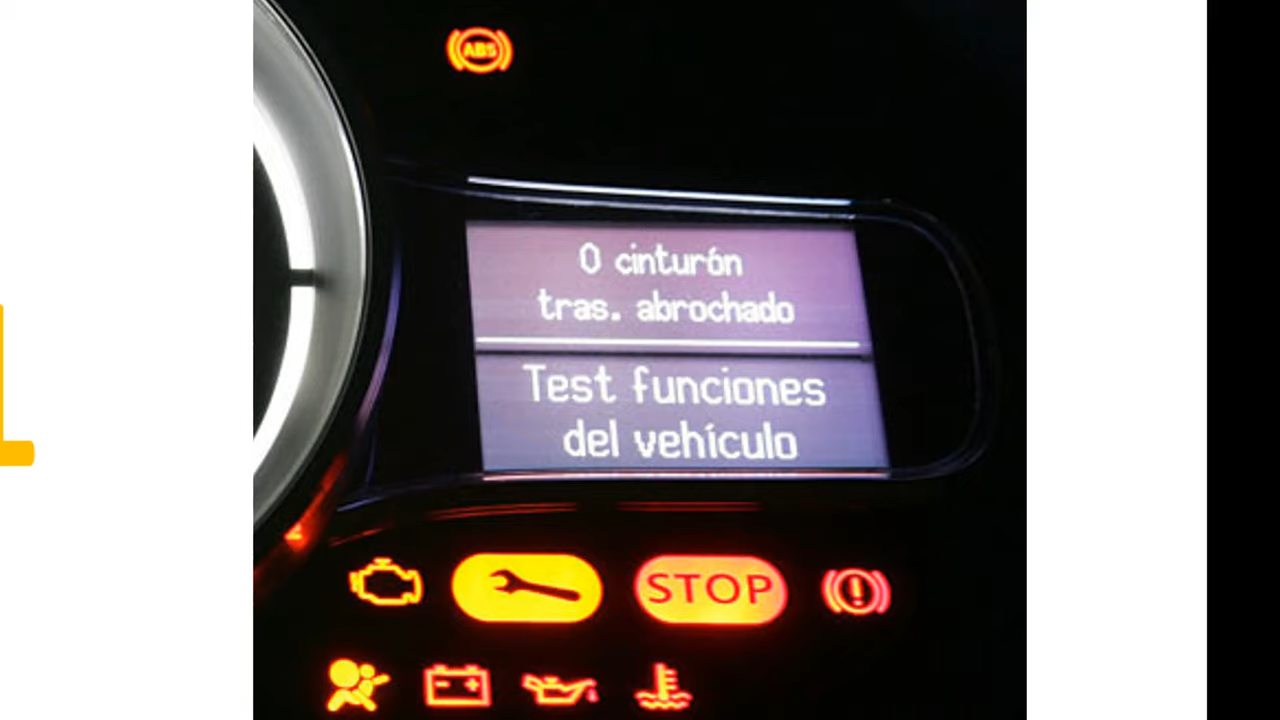 ABS
0 cinturón
tras. abrochado
Test funciones
del vehículo
STOP